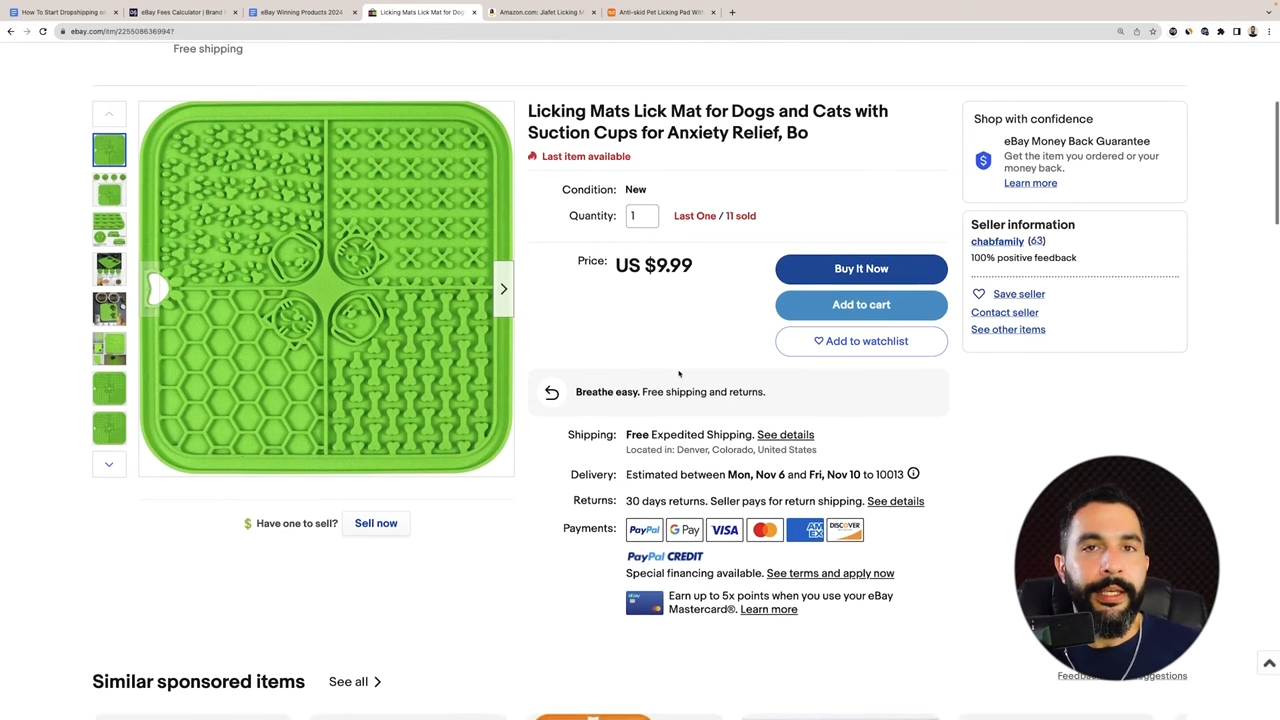 How To Start Dropshipping o
eBay Fees Calculator | Brand
eBay Winning Products 2024
Licking Mats Lick Mat for Dog
Amazon.com: Jiafet Licking M
Anti-skid Pet Licking Pad Wit
ebay.com/itm/225508636994?
Free shipping
Licking Mats Lick Mat for Dogs and Cats with
Suction Cups for Anxiety Relief, Bo
Last item available
Condition: New
Quantity: 1 Last One / 11 sold
Price: US $9.99
Buy It Now
Add to cart
Add to watchlist
Breathe easy. Free shipping and returns.
Shipping: Free Expedited Shipping. See details
Located in: Denver, Colorado, United States
Delivery: Estimated between Mon, Nov 6 and Fri, Nov 10 to 10013
Returns: 30 days returns. Seller pays for return shipping. See details
Payments: PayPal G Pay VISA AM EX DISCOVER
PayPal CREDIT
Special financing available. See terms and apply now
Earn up to 5x points when you use your eBay
Mastercard®. Learn more
Shop with confidence
eBay Money Back Guarantee
Get the item you ordered or your
money back.
Learn more
Seller information
chabfamily (63)
100% positive feedback
Save seller
Contact seller
See other items
Have one to sell? Sell now
Similar sponsored items See all